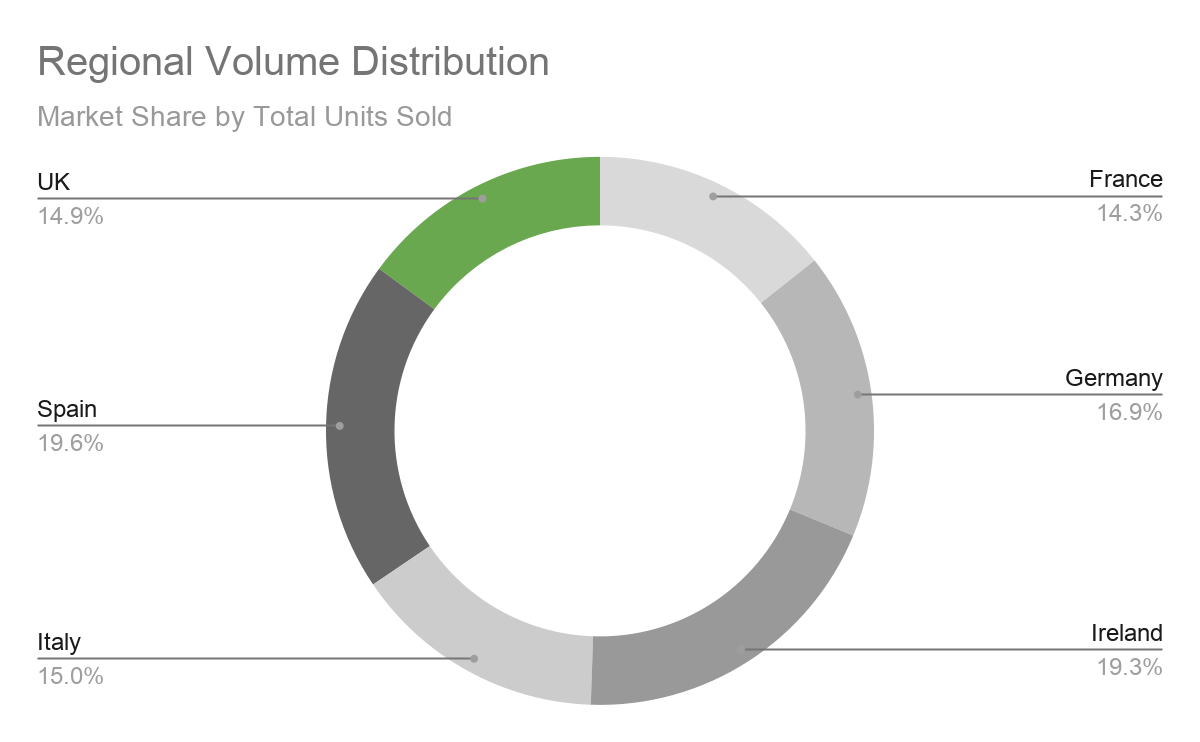 Regional Volume Distribution
Market Share by Total Units Sold
UK
14.9%
Spain
19.6%
Italy
15.0%
France
14.3%
Germany
16.9%
Ireland
19.3%